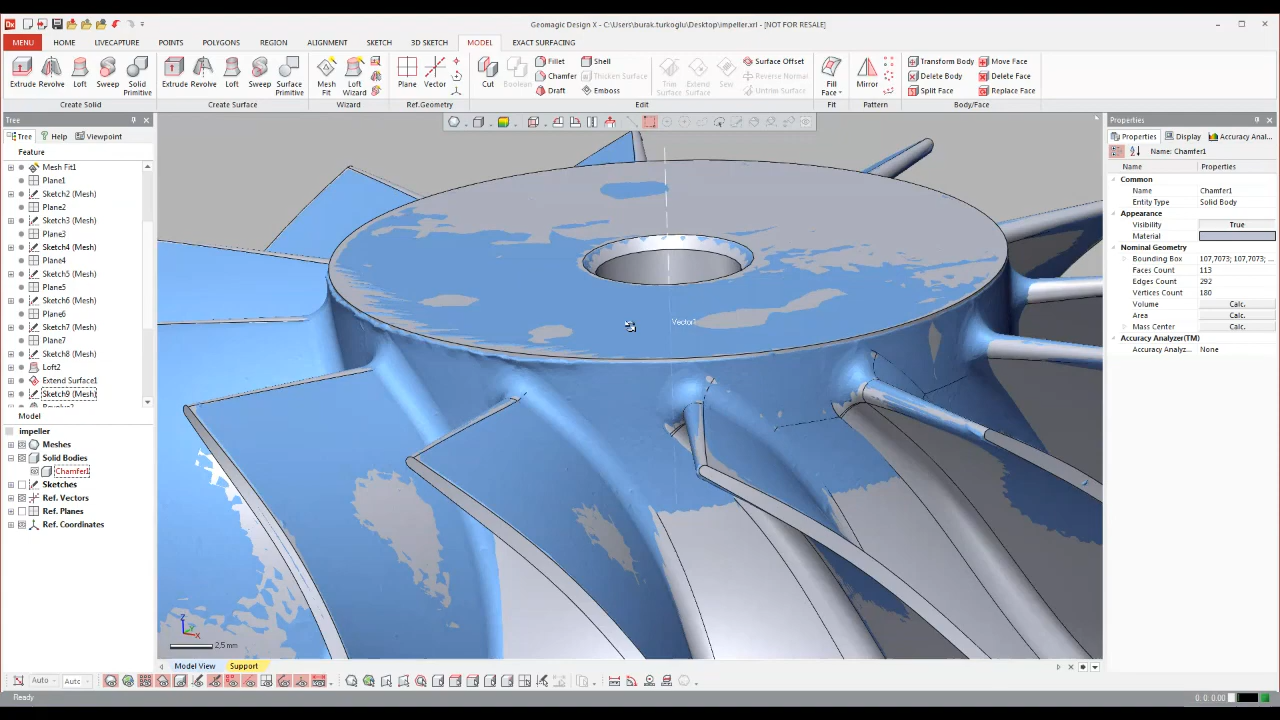 Geomagic Design X - C:\Users\burak.turkoglu\Desktop\impeller.xrl - [NOT FOR RESALE]
MENU HOME LIVECAPTURE POINTS POLYGONS REGION ALIGNMENT SKETCH 3D SKETCH MODEL EXACT SURFACING
Extrude Revolve Loft Sweep Solid Primitive
Create Solid
Extrude Revolve Loft Sweep Surface Primitive
Create Surface
Mesh Fit Loft Wizard
Wizard
Plane Vector
Ref.Geometry
Cut Boolean
Fillet
Chamfer
Draft
Shell
Thicken Surface
Emboss
Trim Surface Extend Surface Sew
Surface Offset
Reverse Normal
Untrim Surface
Edit
Fill Face
Fit
Mirror
Pattern
Transform Body
Delete Body
Split Face
Move Face
Delete Face
Replace Face
Body/Face
Tree
Tree Help Viewpoint
Feature
Mesh Fit1
Plane1
Sketch2 (Mesh)
Plane2
Sketch3 (Mesh)
Plane3
Sketch4 (Mesh)
Plane4
Sketch5 (Mesh)
Plane5
Sketch6 (Mesh)
Plane6
Sketch7 (Mesh)
Plane7
Sketch8 (Mesh)
Loft2
Extend Surface1
Sketch9 (Mesh)
Model
impeller
Meshes
Solid Bodies
Chamfer1
Sketches
Ref. Vectors
Ref. Planes
Ref. Coordinates
Z
X
2,5 mm
Model View Support
Auto Auto
Ready
Properties
Properties Display Accuracy Anal...
Name: Chamfer1
Name Properties
Common
Name Chamfer1
Entity Type Solid Body
Appearance
Visibility True
Material
Nominal Geometry
Bounding Box 107,7073; 107,7073; ...
Faces Count 113
Edges Count 292
Vertices Count 180
Volume Calc.
Area Calc.
Mass Center Calc.
Accuracy Analyzer(TM)
Accuracy Analyz... None
0: 0: 0.00